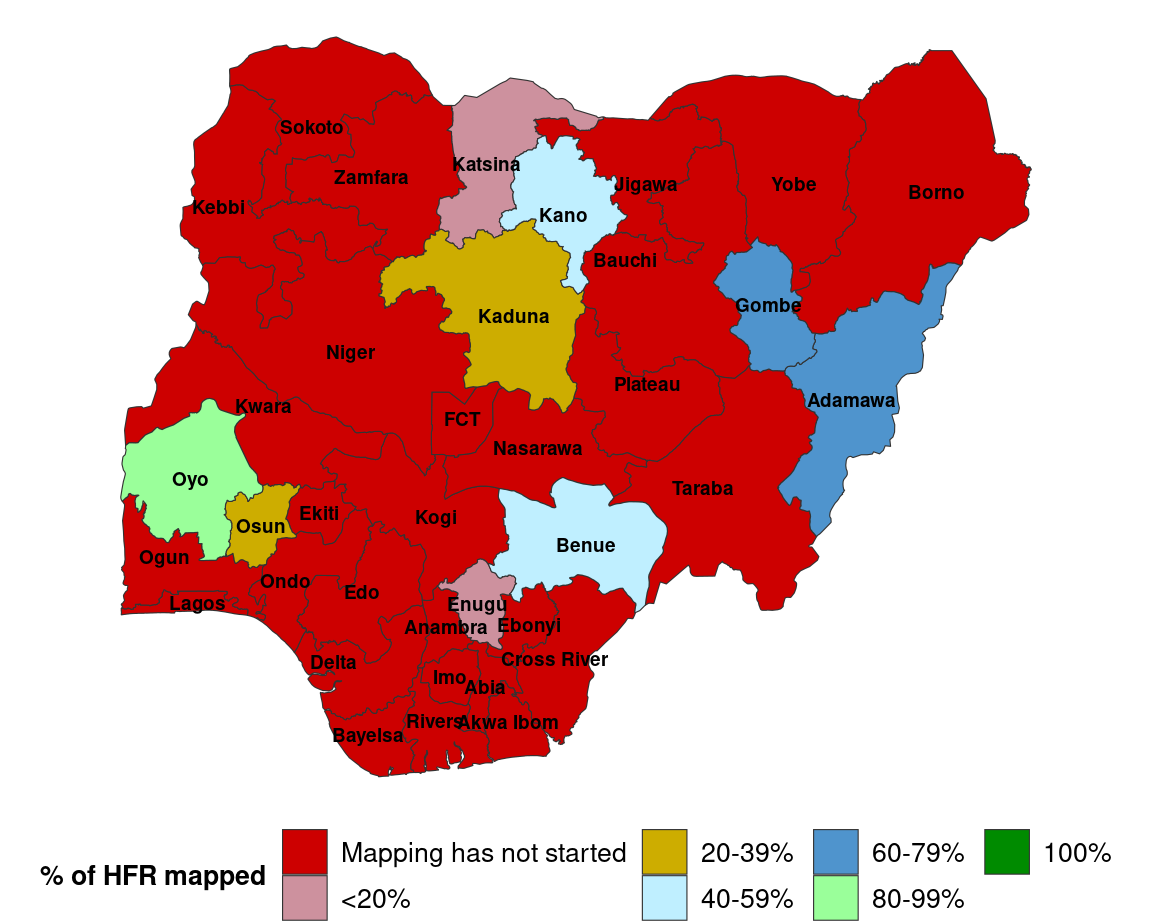 Sokoto
Katsina
Zamfara
Jigawa
Yobe
Borno
Kebbi
Kano
Bauchi
Gombe
Kaduna
Niger
Plateau
Adamawa
Kwara
FCT
Nasarawa
Oyo
Taraba
Osun
Ekiti
Kogi
Benue
Ogun
Ondo
Edo
Lagos
Enugu
Anambra
Ebonyi
Delta
Cross River
Imo
Abia
Rivers
Akwa Ibom
Bayelsa
% of HFR mapped
Mapping has not started
<20%
20-39%
40-59%
60-79%
80-99%
100%